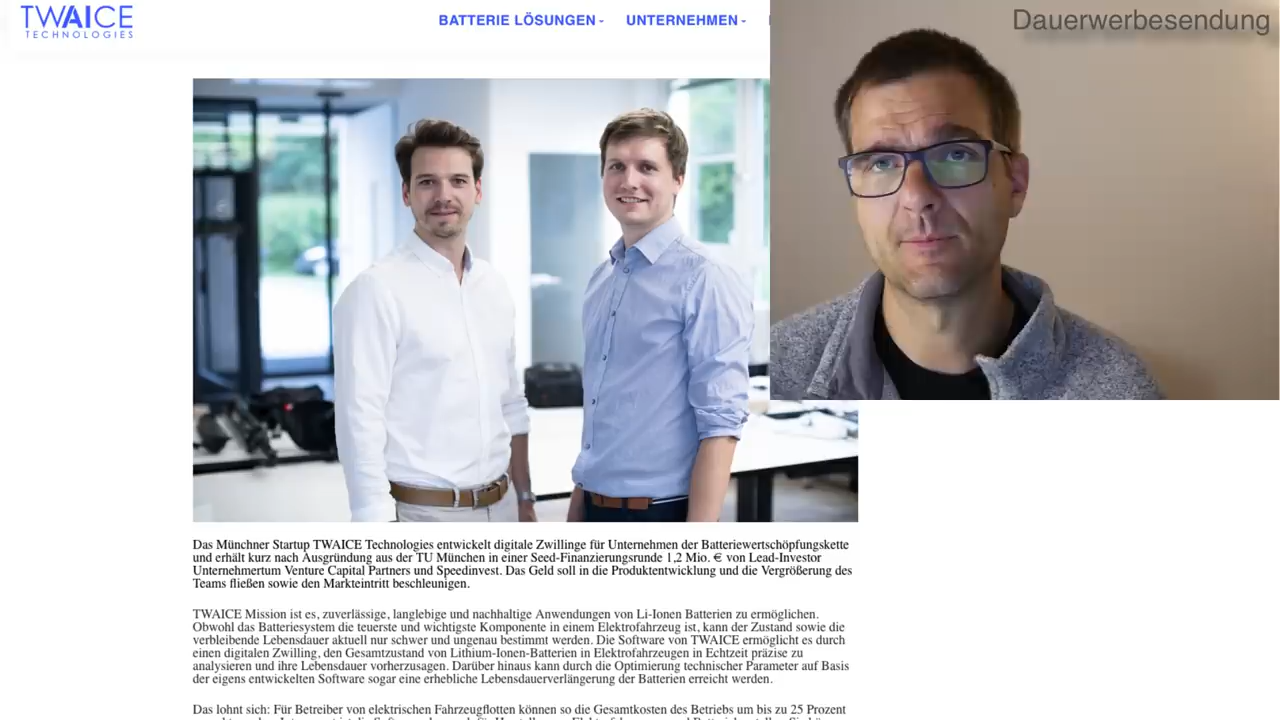 TWAICE
TECHNOLOGIES
BATTERIE LÖSUNGEN
UNTERNEHMEN
Dauerwerbesendung
Das Münchner Startup TWAICE Technologies entwickelt digitale Zwillinge für Unternehmen der Batteriewertschöpfungskette
und erhält kurz nach Ausgründung aus der TU München in einer Seed-Finanzierungsrunde 1,2 Mio. € von Lead-Investor
Unternehmertum Venture Capital Partners und Speedinvest. Das Geld soll in die Produktentwicklung und die Vergrößerung des
Teams fließen sowie den Markteintritt beschleunigen.
TWAICE Mission ist es, zuverlässige, langlebige und nachhaltige Anwendungen von Li-Ionen Batterien zu ermöglichen.
Obwohl das Batteriesystem die teuerste und wichtigste Komponente in einem Elektrofahrzeug ist, kann der Zustand sowie die
verbleibende Lebensdauer aktuell nur schwer und ungenau bestimmt werden. Die Software von TWAICE ermöglicht es durch
einen digitalen Zwilling, den Gesamtzustand von Lithium-Ionen-Batterien in Elektrofahrzeugen in Echtzeit präzise zu
analysieren und ihre Lebensdauer vorherzusagen. Darüber hinaus kann durch die Optimierung technischer Parameter auf Basis
der eigens entwickelten Software sogar eine erhebliche Lebensdauerverlängerung der Batterien erreicht werden.
Das lohnt sich: Für Betreiber von elektrischen Fahrzeugflotten können so die Gesamtkosten des Betriebs um bis zu 25 Prozent